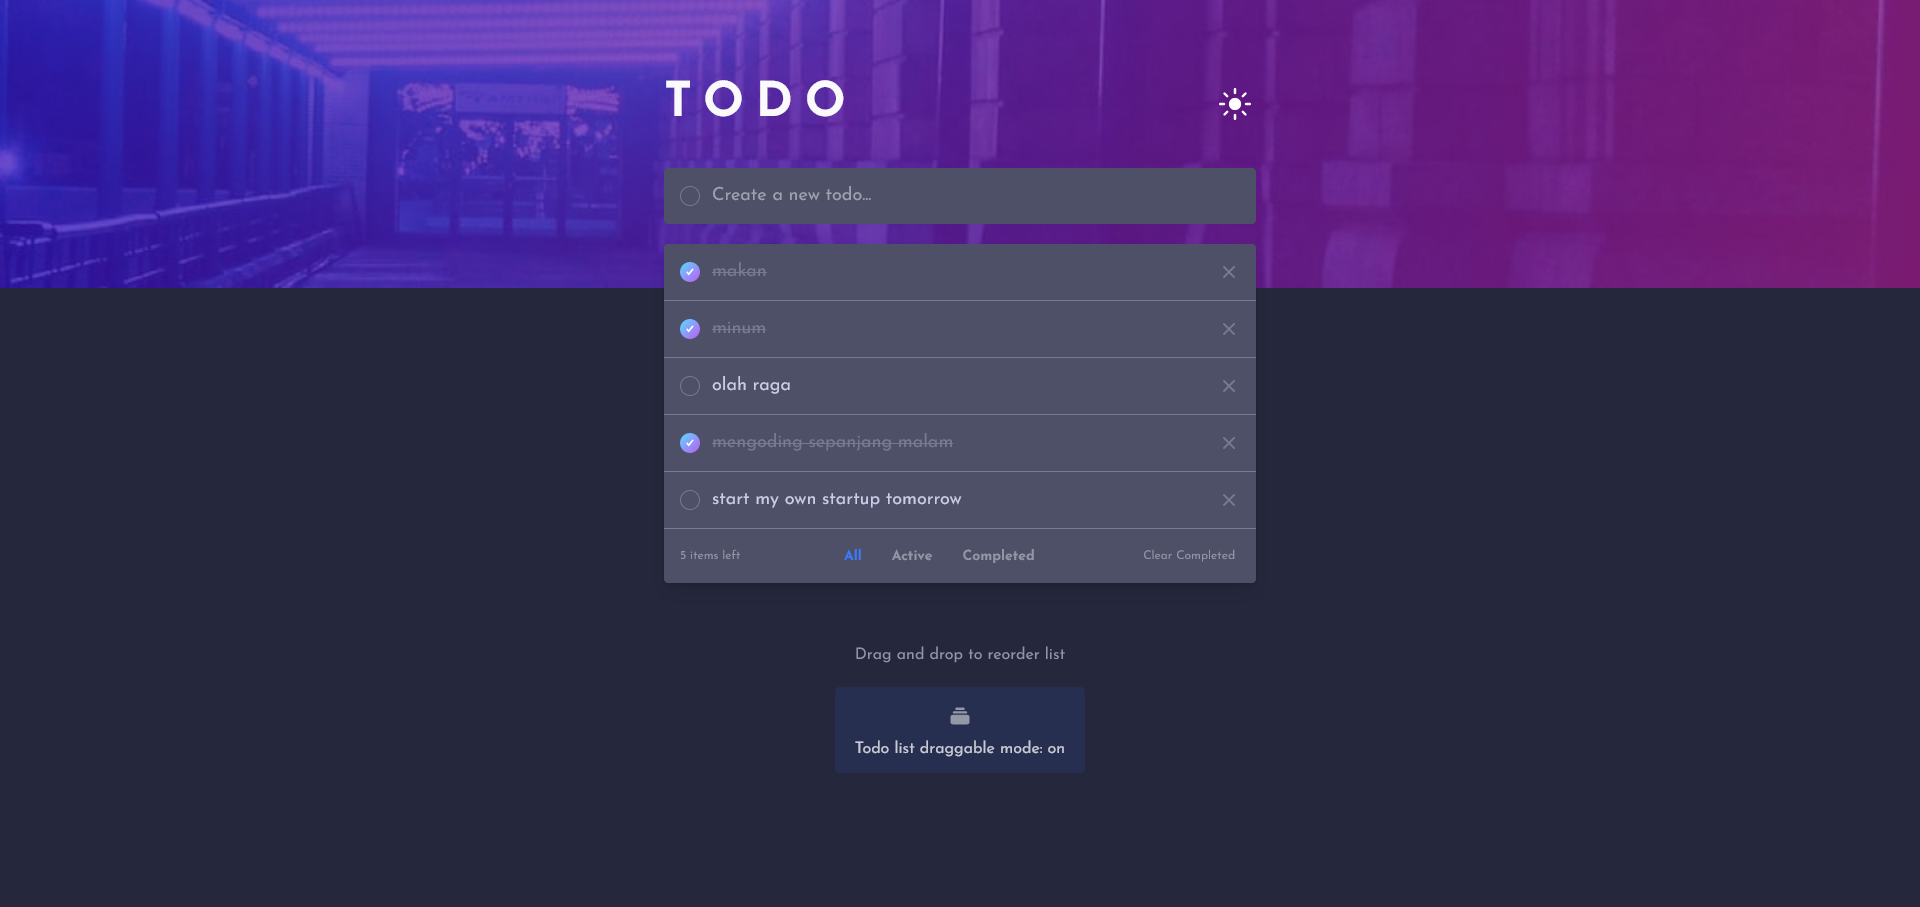 TODO
Create a new todo...
makan
minum
olah raga
mengoding sepanjang malam
start my own startup tomorrow
5 items left All Active Completed Clear Completed
Drag and drop to reorder list
Todo list draggable mode: on